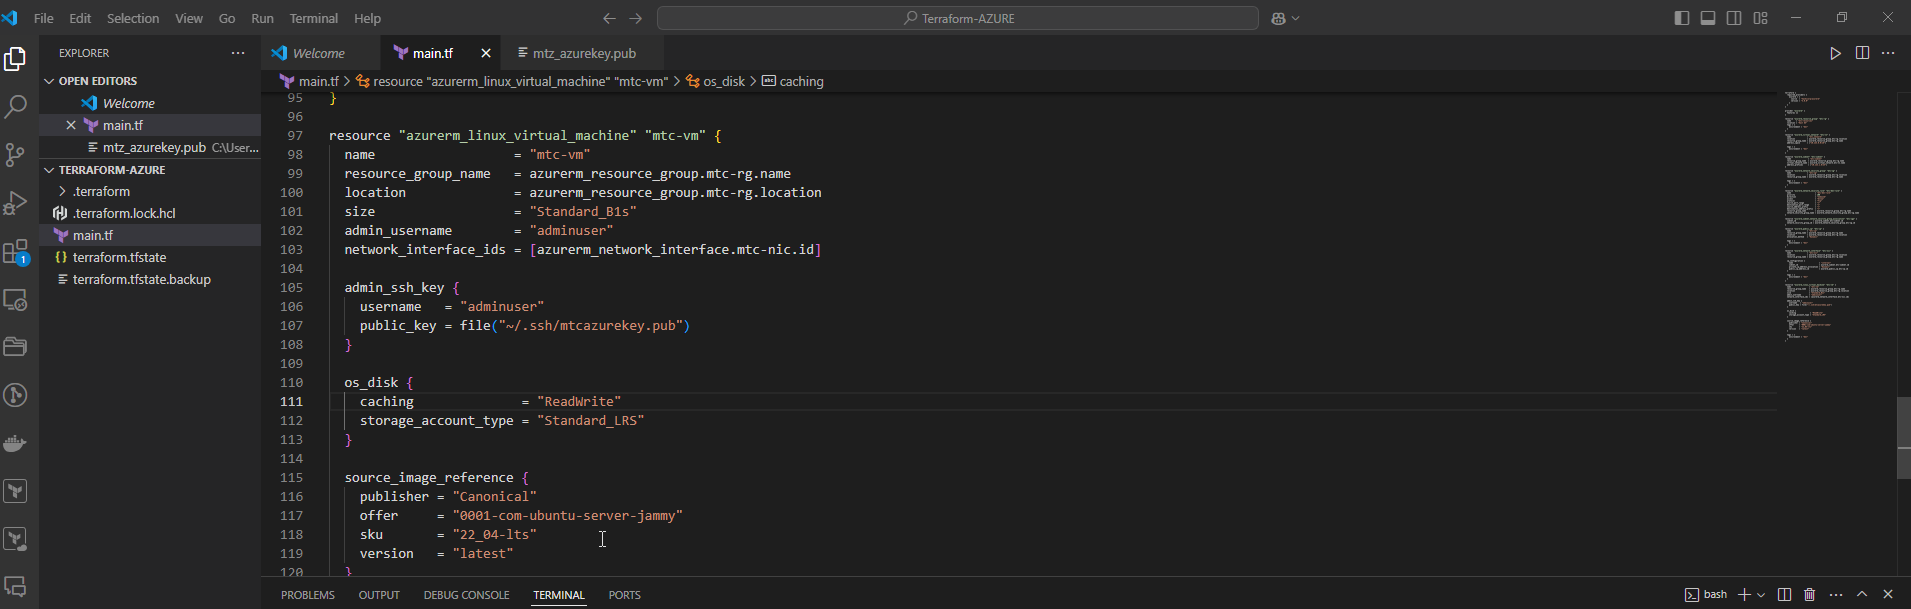 File Edit Selection View Go Run Terminal Help
Terraform-AZURE
EXPLORER
OPEN EDITORS
Welcome
main.tf
mtz_azurekey.pub C:\User...
TERRAFORM-AZURE
.terraform
.terraform.lock.hcl
main.tf
terraform.tfstate
terraform.tfstate.backup
1
Welcome main.tf mtz_azurekey.pub
main.tf > resource "azurerm_linux_virtual_machine" "mtc-vm" > os_disk > caching
95 }
96
97 resource "azurerm_linux_virtual_machine" "mtc-vm" {
98 name = "mtc-vm"
99 resource_group_name = azurerm_resource_group.mtc-rg.name
100 location = azurerm_resource_group.mtc-rg.location
101 size = "Standard_B1s"
102 admin_username = "adminuser"
103 network_interface_ids = [azurerm_network_interface.mtc-nic.id]
104
105 admin_ssh_key {
106 username = "adminuser"
107 public_key = file("~/.ssh/mtcazurekey.pub")
108 }
109
110 os_disk {
111 caching = "ReadWrite"
112 storage_account_type = "Standard_LRS"
113 }
114
115 source_image_reference {
116 publisher = "Canonical"
117 offer = "0001-com-ubuntu-server-jammy"
118 sku = "22_04-lts"
119 version = "latest"
120 }
PROBLEMS OUTPUT DEBUG CONSOLE TERMINAL PORTS
bash